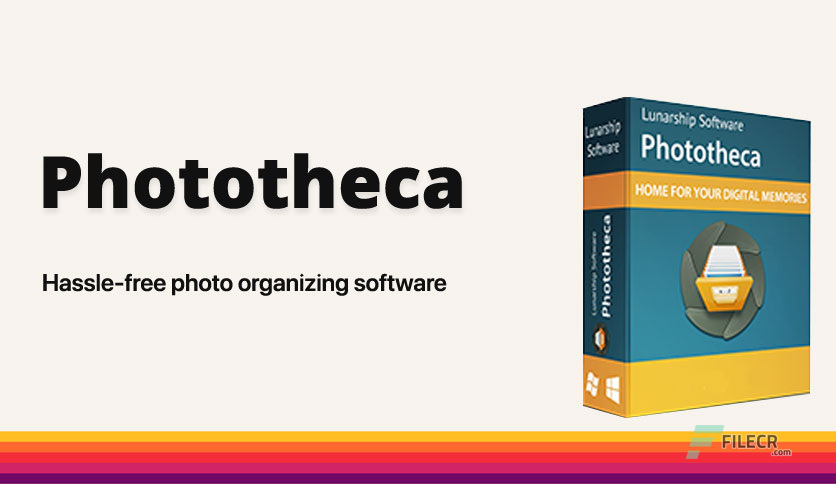 Phototheca
Hassle-free photo organizing software
Lunarship
Software
Lunarship Software
Phototheca
HOME FOR YOUR DIGITAL MEMORIES
Lunarship Software
Phototheca
FILECR
.com